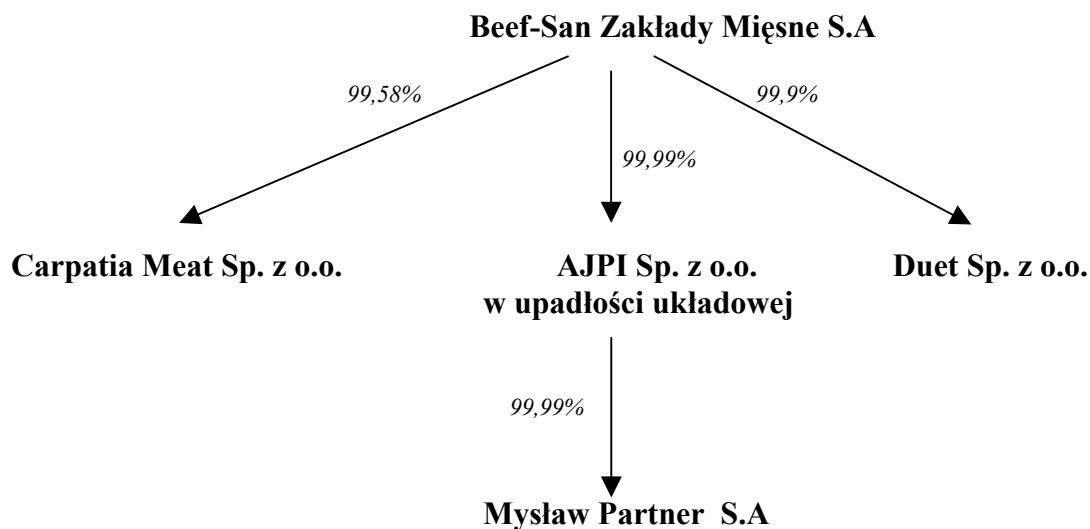 Beef-San Zakłady Mięsne S.A
99,58%
99,9%
99,99%
Carpatia Meat Sp. z o.o.
AJPI Sp. z o.o.
w upadłości układowej
Duet Sp. z o.o.
99,99%
Mysław Partner S.A